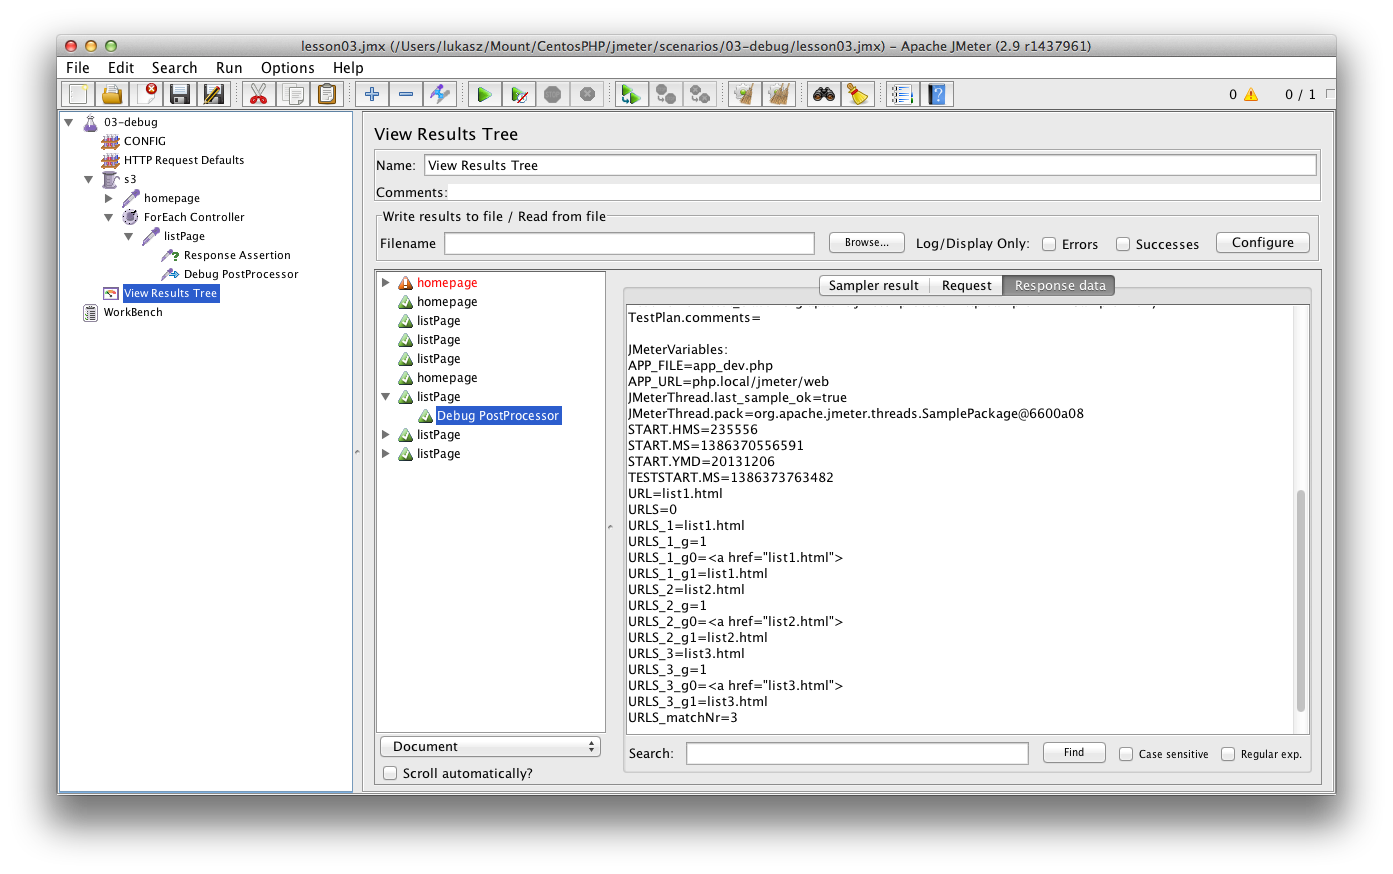 lesson03.jmx (/Users/lukasz/Mount/CentosPHP/jmeter/scenarios/03-debug/lesson03.jmx) – Apache JMeter (2.9 r1437961)
File Edit Search Run Options Help
0 0 / 1
03-debug
CONFIG
HTTP Request Defaults
s3
homepage
ForEach Controller
listPage
Response Assertion
Debug PostProcessor
View Results Tree
WorkBench
View Results Tree
Name: View Results Tree
Comments:
Write results to file / Read from file
Filename Browse... Log/Display Only: Errors Successes Configure
homepage
homepage
listPage
listPage
listPage
homepage
listPage
Debug PostProcessor
listPage
listPage
Document
Scroll automatically?
Sampler result Request Response data
TestPlan.comments=
JMeterVariables:
APP_FILE=app_dev.php
APP_URL=php.local/jmeter/web
JMeterThread.last_sample_ok=true
JMeterThread.pack=org.apache.jmeter.threads.SamplePackage@6600a08
START.HMS=235556
START.MS=1386370556591
START.YMD=20131206
TESTSTART.MS=1386373763482
URL=list1.html
URLS=0
URLS_1=list1.html
URLS_1_g=1
URLS_1_g0=<a href="list1.html">
URLS_1_g1=list1.html
URLS_2=list2.html
URLS_2_g=1
URLS_2_g0=<a href="list2.html">
URLS_2_g1=list2.html
URLS_3=list3.html
URLS_3_g=1
URLS_3_g0=<a href="list3.html">
URLS_3_g1=list3.html
URLS_matchNr=3
Search: Find Case sensitive Regular exp.